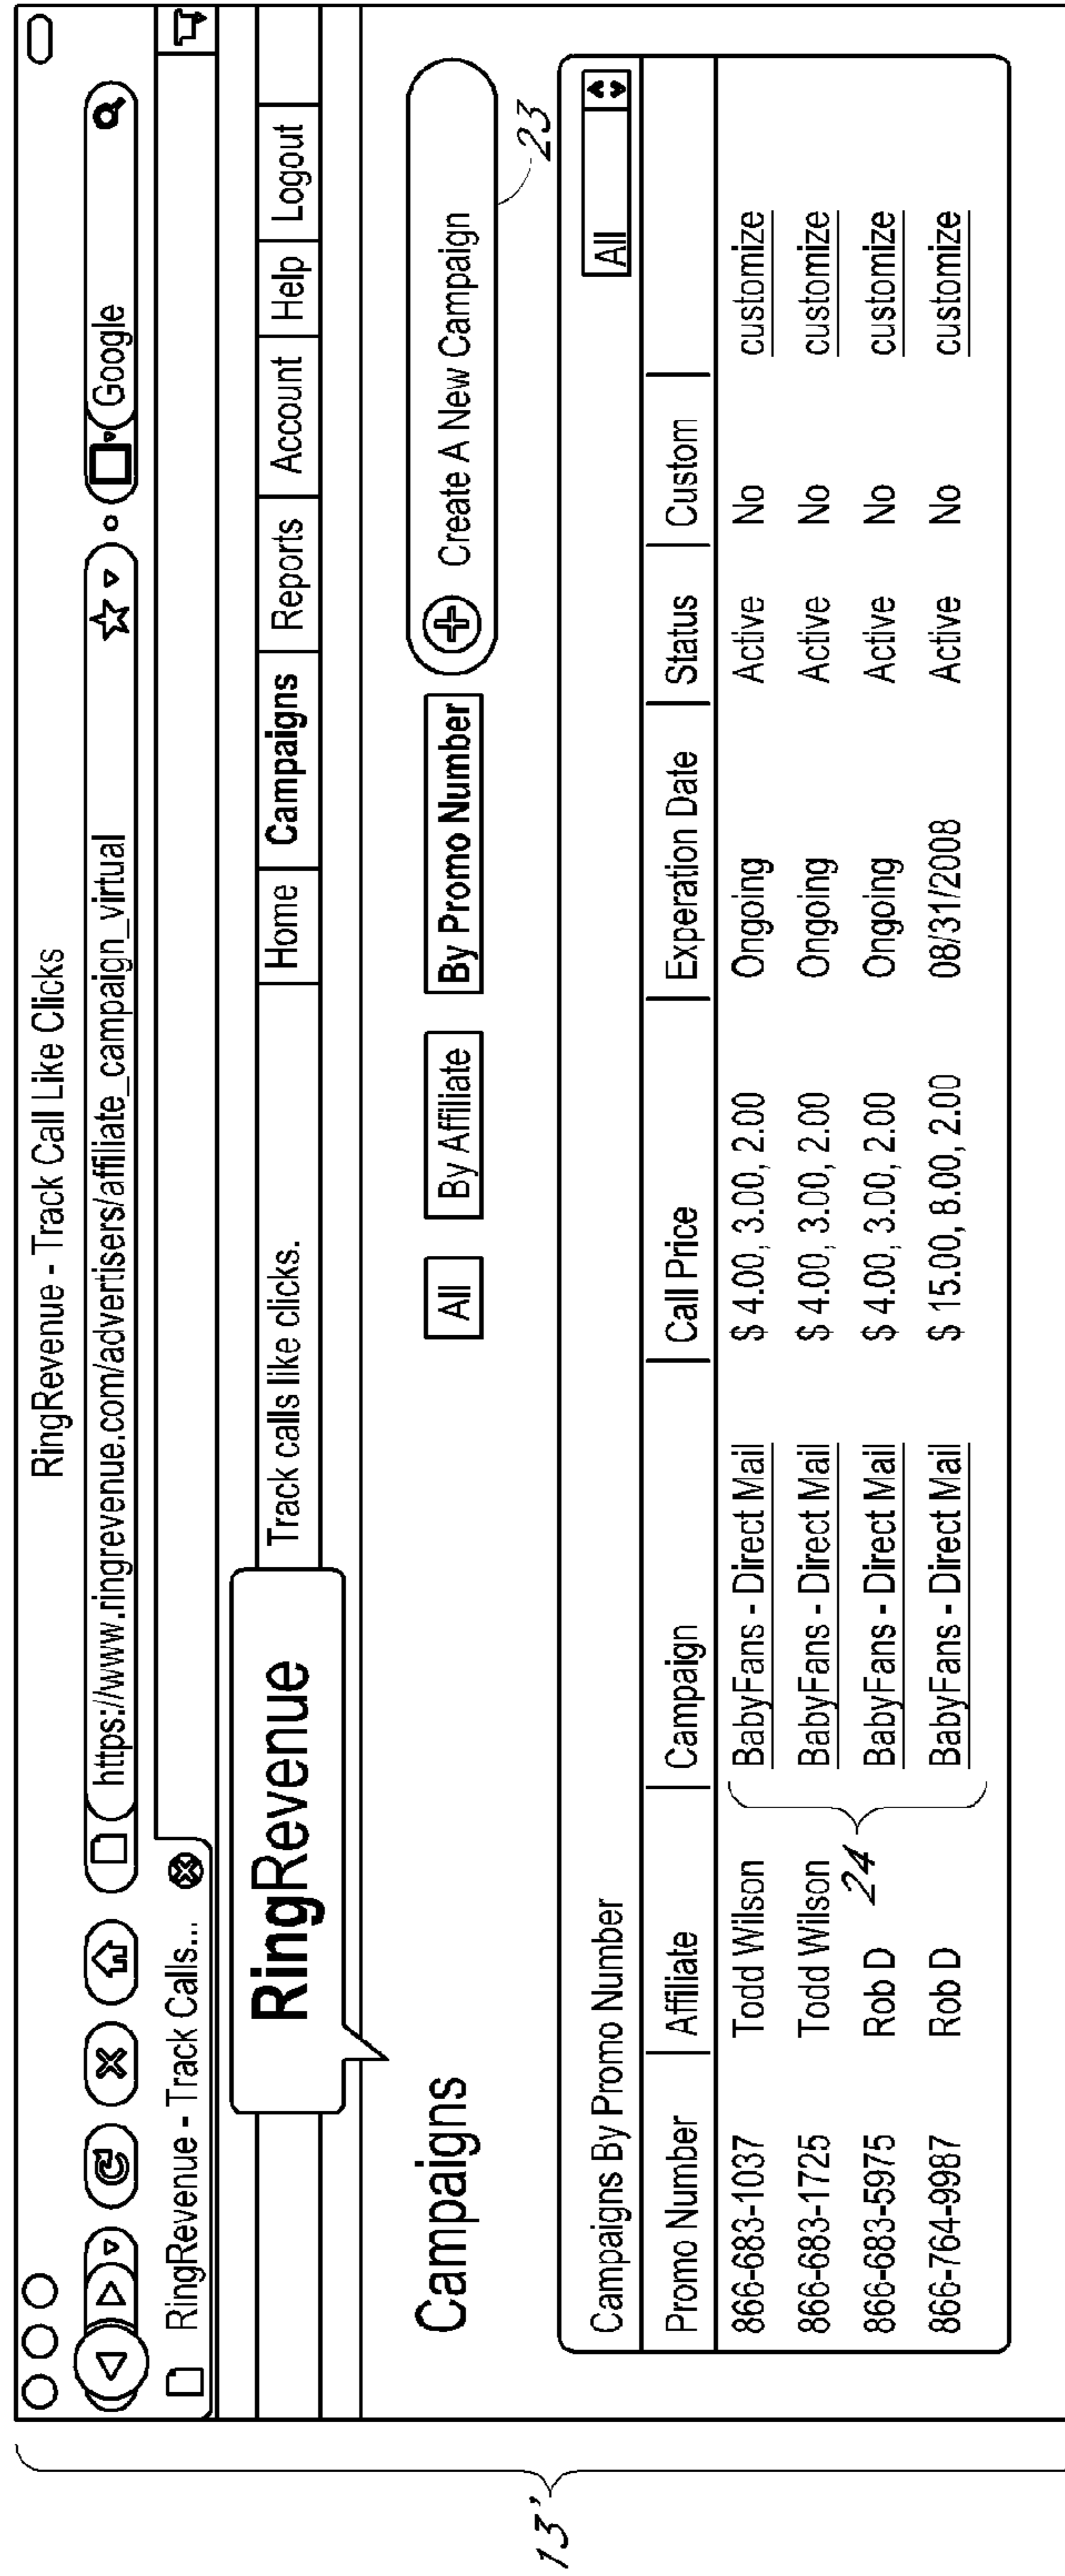 RingRevenue - Track Call Like Clicks
https://www.ringrevenue.com/advertisers/affiliate_campaign_virtual Google
RingRevenue - Track Calls...
RingRevenue Track calls like clicks. Home Campaigns Reports Account Help Logout
Campaigns All By Affiliate By Promo Number Create A New Campaign
23
Campaigns By Promo Number All
Promo Number Affiliate Campaign Call Price Experation Date Status Custom
866-683-1037 Todd Wilson BabyFans - Direct Mail $ 4.00, 3.00, 2.00 Ongoing Active No customize
866-683-1725 Todd Wilson BabyFans - Direct Mail $ 4.00, 3.00, 2.00 Ongoing Active No customize
866-683-5975 Rob D BabyFans - Direct Mail $ 4.00, 3.00, 2.00 Ongoing Active No customize
866-764-9987 Rob D BabyFans - Direct Mail $ 15.00, 8.00, 2.00 08/31/2008 Active No customize
24
13'